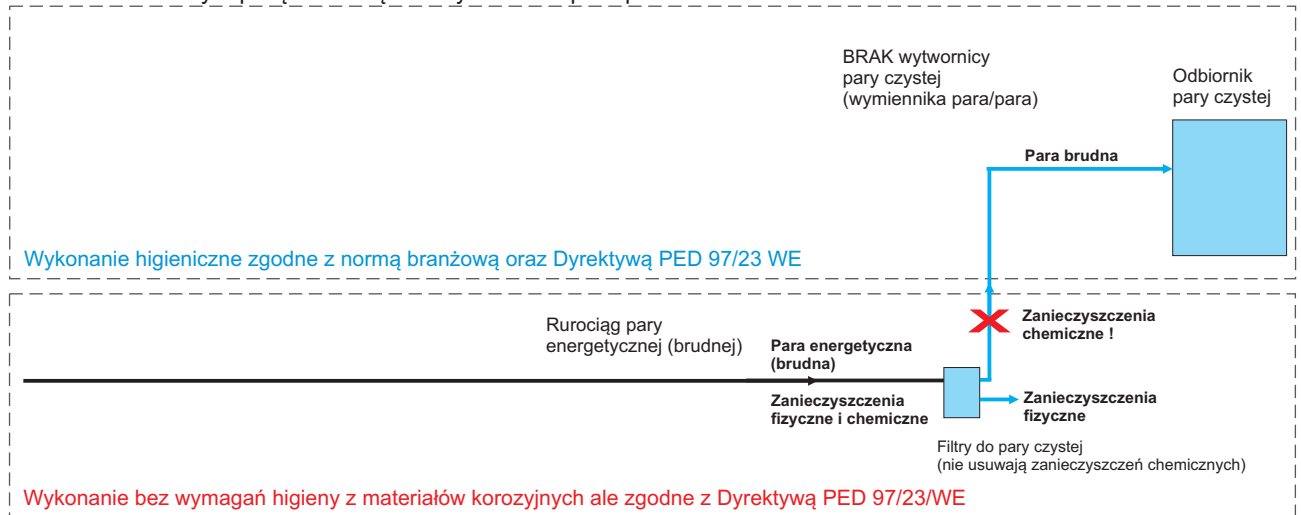 BRAK wytwornicy
pary czystej
(wymiennika para/para)
Odbiornik
pary czystej
Para brudna
Wykonanie higieniczne zgodne z normą branżową oraz Dyrektywą PED 97/23 WE
Rurociąg pary
energetycznej (brudnej)
Para energetyczna
(brudna)
Zanieczyszczenia
fizyczne i chemiczne
Zanieczyszczenia
chemiczne !
Zanieczyszczenia
fizyczne
Filtry do pary czystej
(nie usuwają zanieczyszczeń chemicznych)
Wykonanie bez wymagań higieny z materiałów korozyjnych ale zgodne z Dyrektywą PED 97/23/WE